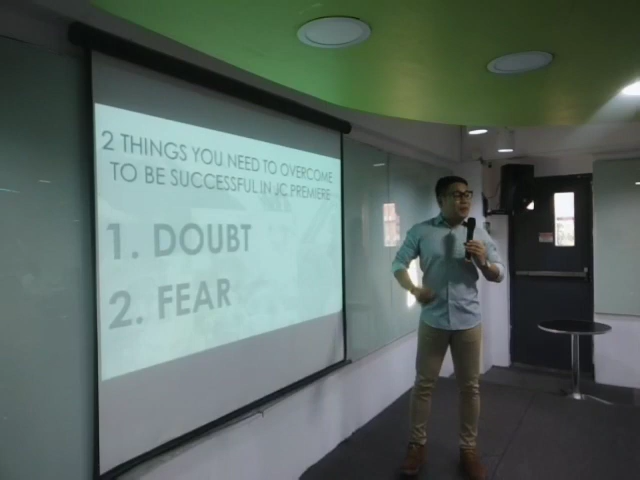 2 THINGS YOU NEED TO OVERCOME
TO BE SUCCESSFUL IN JC PREMIERE
1. DOUBT
2. FEAR